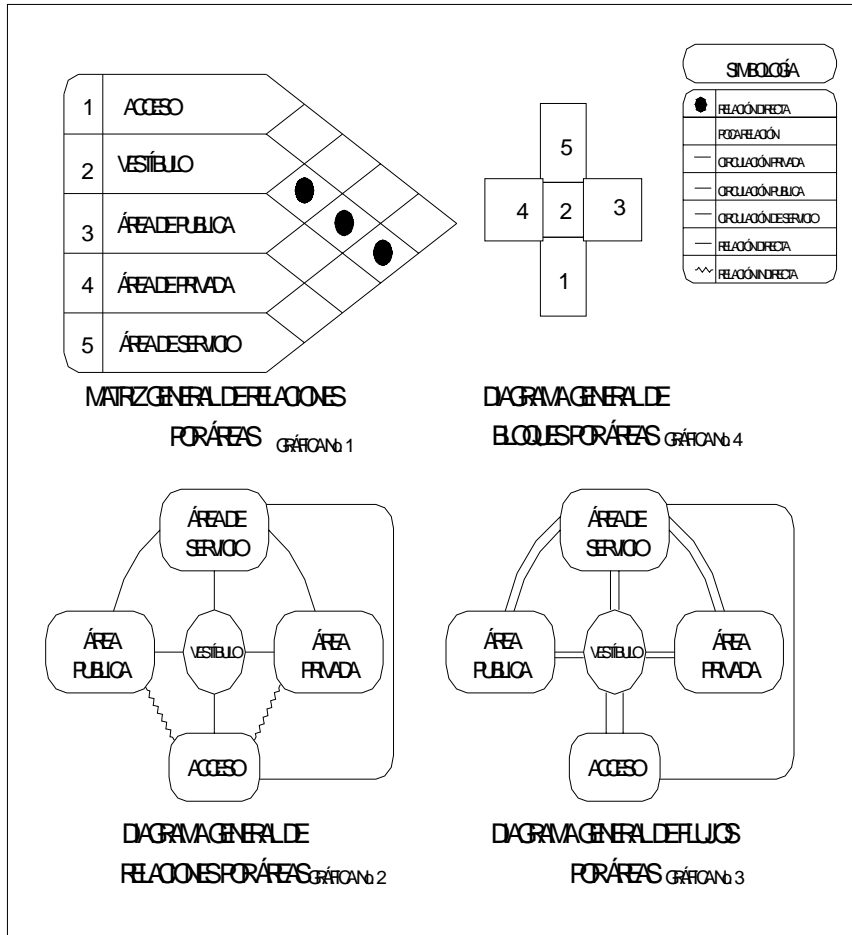 1 ACCESO
2 VESTÍBULO
3 ÁREA DE PUBLICA
4 ÁREA DE PRIVADA
5 ÁREA DE SERVICIO
MATRIZ GENERAL DE RELACIONES
POR ÁREAS GRÁFICA No. 1
5
4 2 3
1
DIAGRAMA GENERAL DE
BLOQUES POR ÁREAS GRÁFICA No. 4
SIMBOLOGÍA
RELACIÓN DIRECTA
POCA RELACIÓN
CIRCULACIÓN PRIVADA
CIRCULACIÓN PUBLICA
CIRCULACIÓN DE SERVICIO
RELACIÓN DIRECTA
RELACIÓN INDIRECTA
ÁREA DE
SERVICIO
ÁREA
PUBLICA
VESTÍBULO
ÁREA
PRIVADA
ACCESO
DIAGRAMA GENERAL DE
RELACIONES POR ÁREAS GRÁFICA No. 2
ÁREA DE
SERVICIO
ÁREA
PUBLICA
VESTÍBULO
ÁREA
PRIVADA
ACCESO
DIAGRAMA GENERAL DE FLUJOS
POR ÁREAS GRÁFICA No. 3